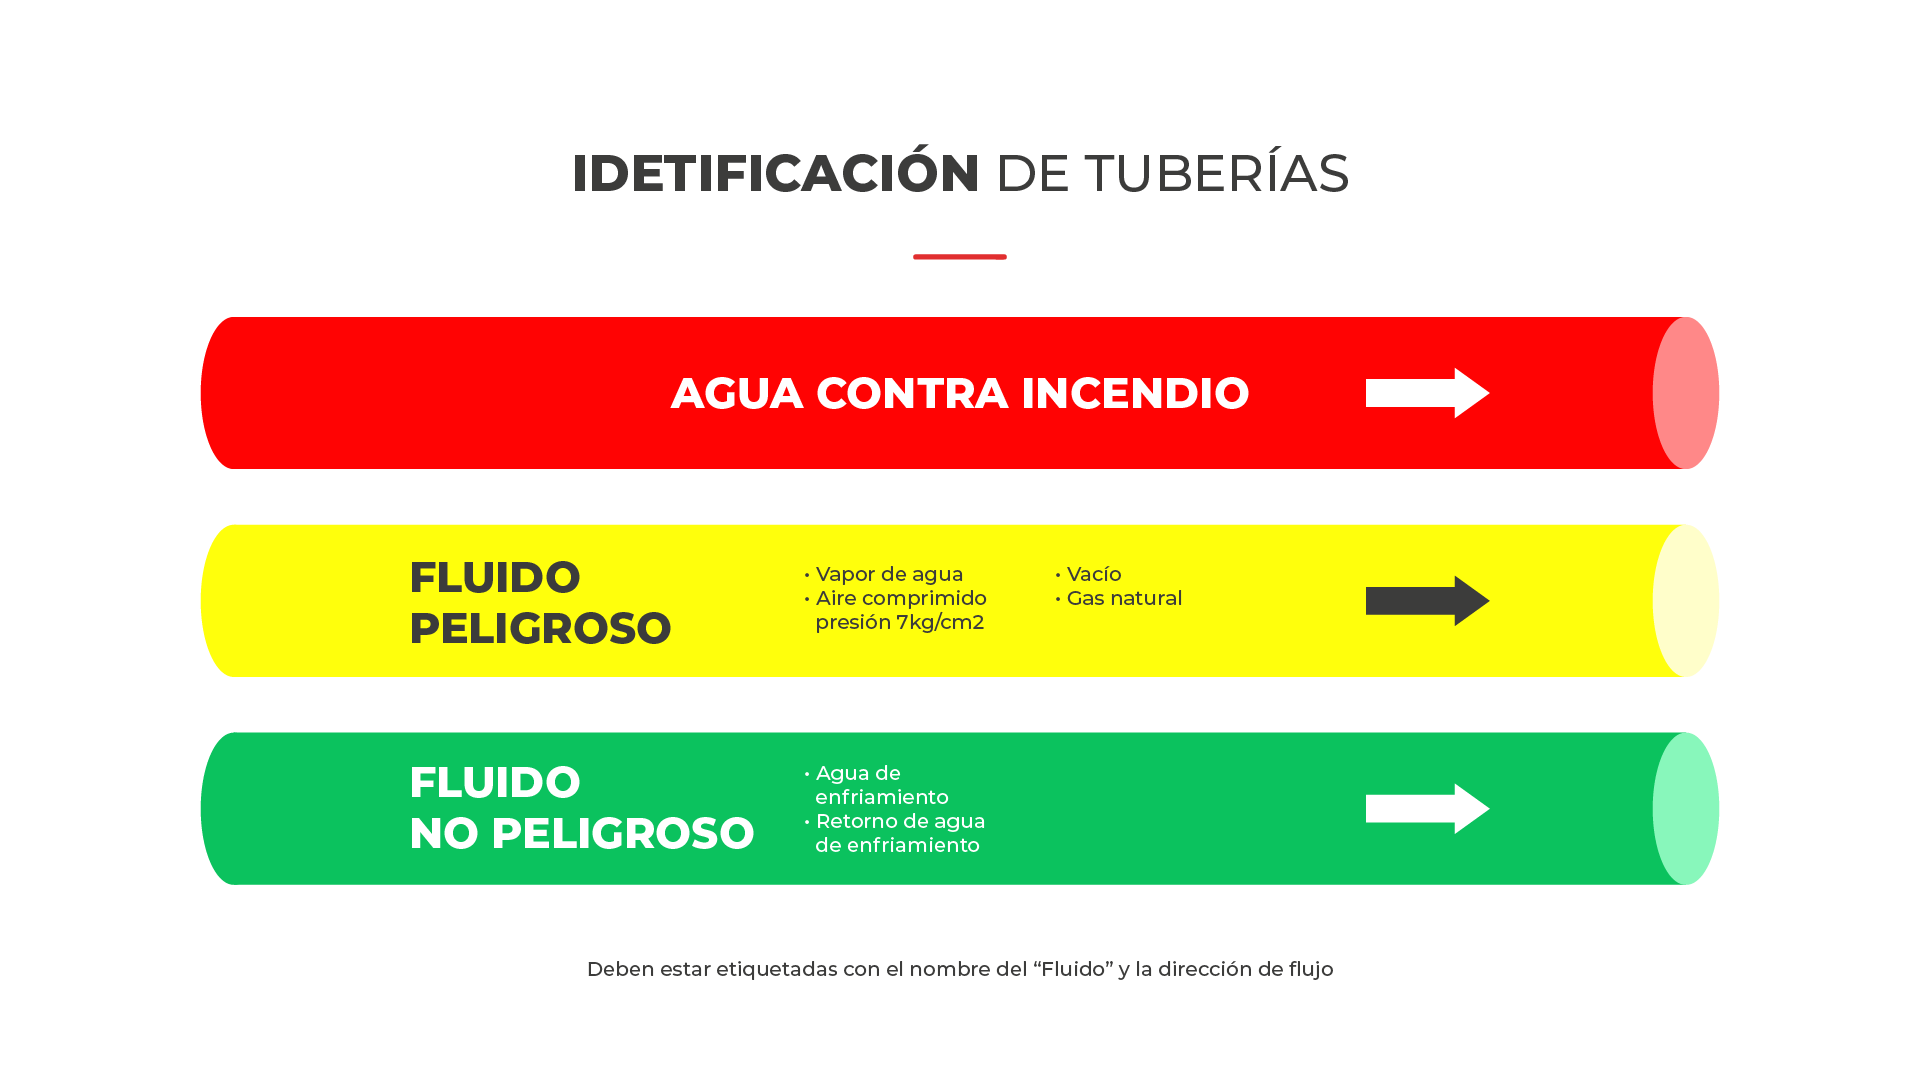 IDETIFICACIÓN DE TUBERÍAS
AGUA CONTRA INCENDIO
FLUIDO
PELIGROSO
• Vapor de agua
• Aire comprimido
presión 7kg/cm2
• Vacío
• Gas natural
FLUIDO
NO PELIGROSO
• Agua de
enfriamiento
• Retorno de agua
de enfriamiento
Deben estar etiquetadas con el nombre del “Fluido” y la dirección de flujo